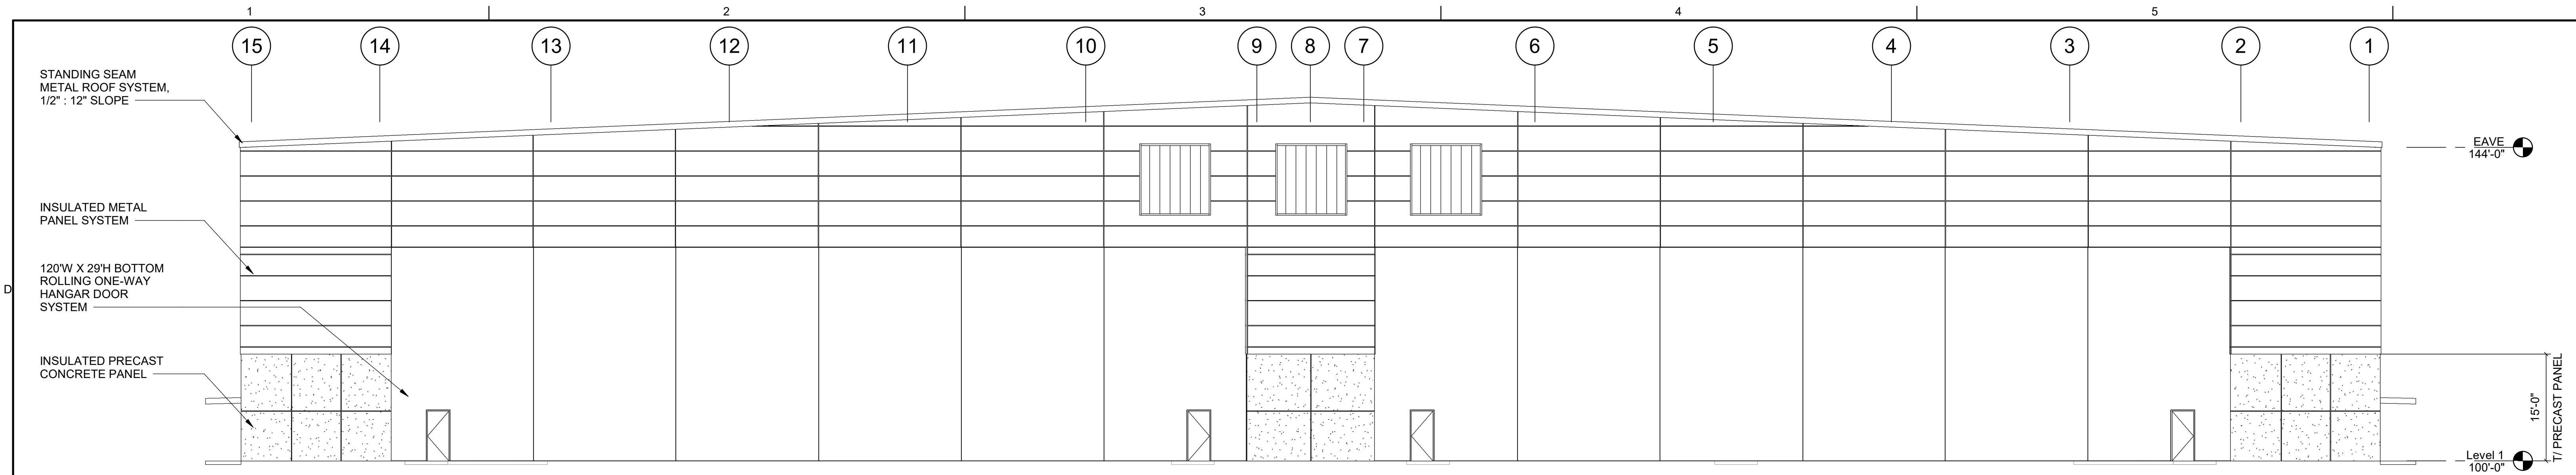 1 2 3 4 5
15 14 13 12 11 10 9 8 7 6 5 4 3 2 1
STANDING SEAM
METAL ROOF SYSTEM,
1/2" : 12" SLOPE
EAVE
144'-0"
INSULATED METAL
PANEL SYSTEM
120'W X 29'H BOTTOM
ROLLING ONE-WAY
HANGAR DOOR
SYSTEM
D
INSULATED PRECAST
CONCRETE PANEL
15'-0"
T/ PRECAST PANEL
Level 1
100'-0"